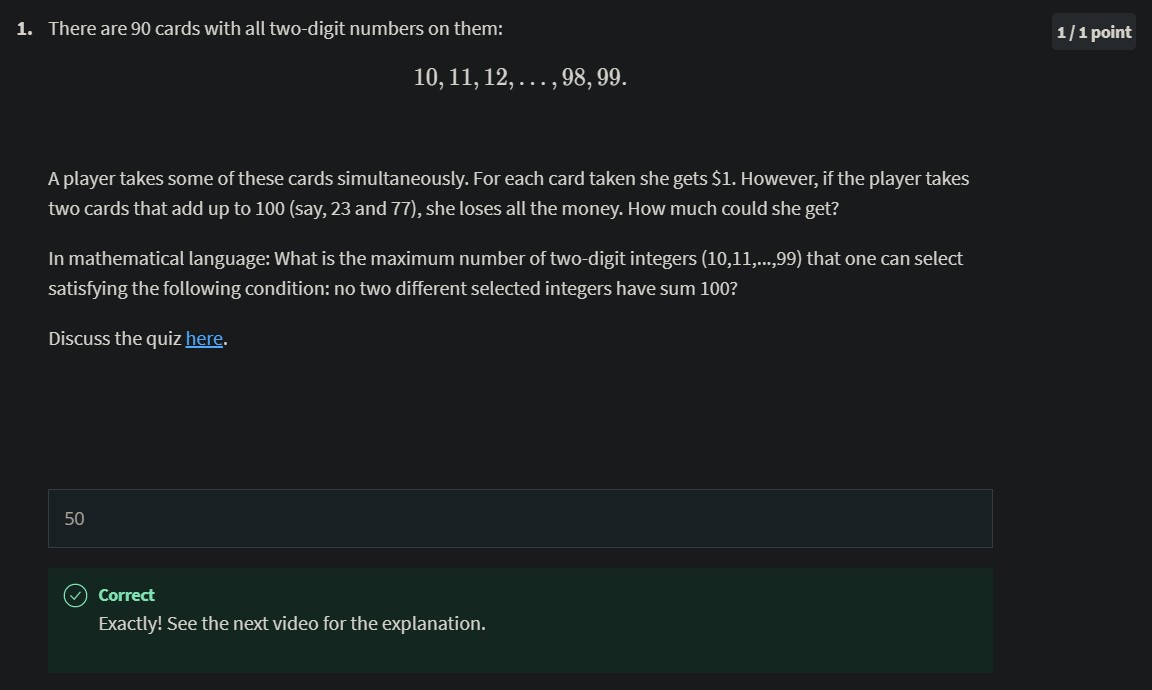 1. There are 90 cards with all two-digit numbers on them:
1 / 1 point
10, 11, 12, . . . , 98, 99.
A player takes some of these cards simultaneously. For each card taken she gets $1. However, if the player takes
two cards that add up to 100 (say, 23 and 77), she loses all the money. How much could she get?
In mathematical language: What is the maximum number of two-digit integers (10,11,...,99) that one can select
satisfying the following condition: no two different selected integers have sum 100?
Discuss the quiz here.
50
Correct
Exactly! See the next video for the explanation.